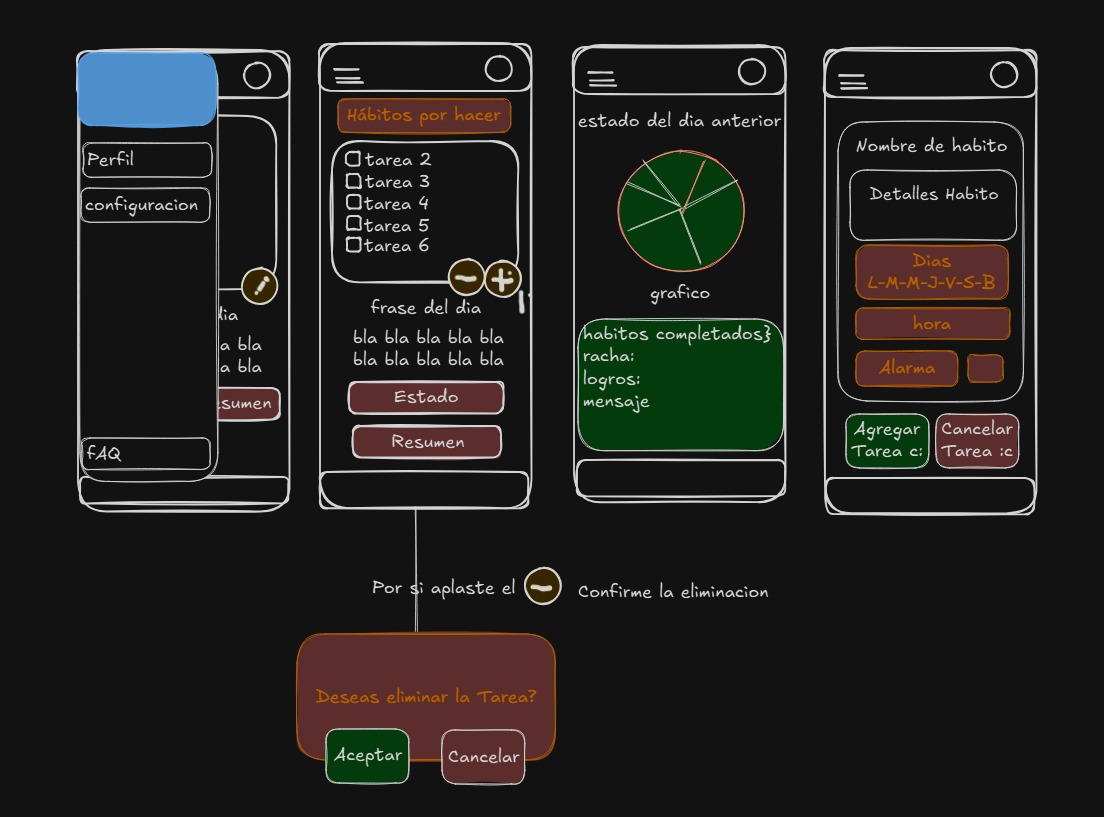 Perfil
configuracion
dia
a bla
a bla
sumen
fAQ
Hábitos por hacer
tarea 2
tarea 3
tarea 4
tarea 5
tarea 6
frase del dia
bla bla bla bla bla
bla bla bla bla bla
Estado
Resumen
estado del dia anterior
grafico
habitos completados}
racha:
logros:
mensaje
Nombre de habito
Detalles Habito
Dias
L-M-M-J-V-S-B
hora
Alarma
Agregar
Tarea c:
Cancelar
Tarea :c
Por si aplaste el
Confirme la eliminacion
Deseas eliminar la Tarea?
Aceptar
Cancelar